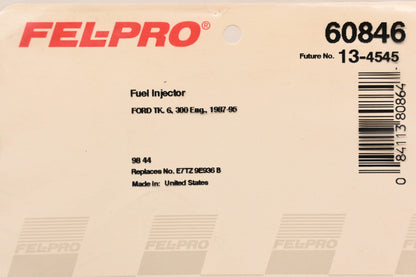 FEL-PRO®
60846
Future No. 13-4545
Fuel Injector
FORD TK. 6, 300 Eng., 1987-95
98 44
Replaces No. E7TZ 9E936 B
Made In: United States
0 84113 80864
FEL-PRO FEL-PRO FEL-PRO FEL-PRO